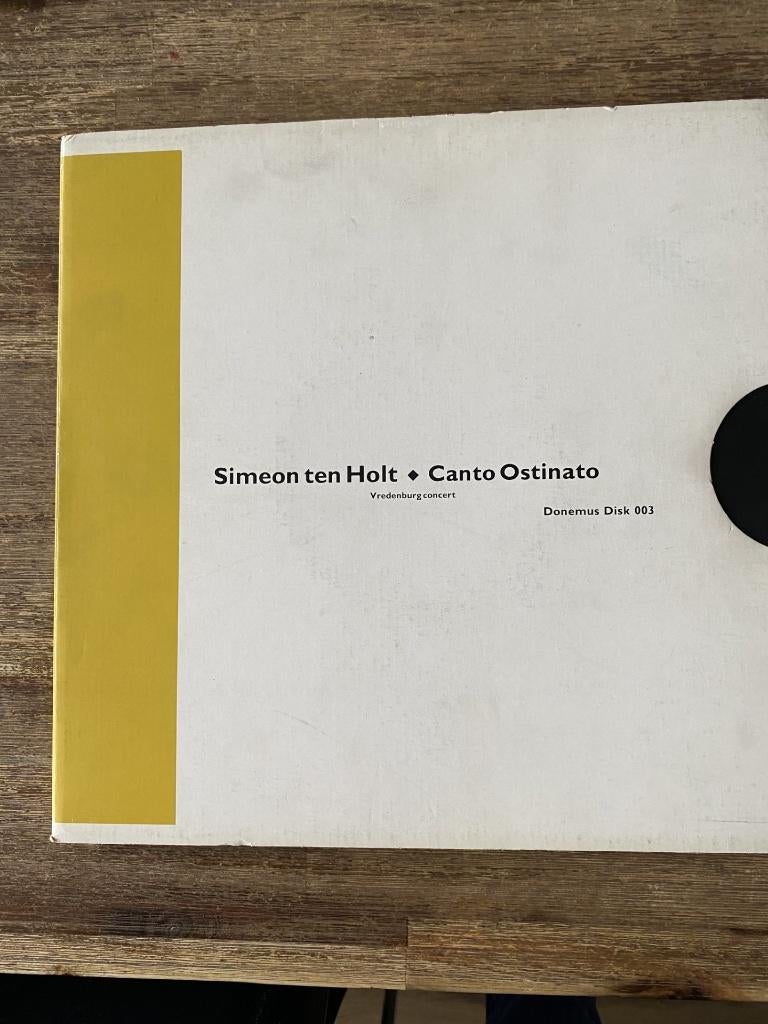 Simeon ten Holt ◆ Canto Ostinato
Vredenburg concert
Donemus Disk 003